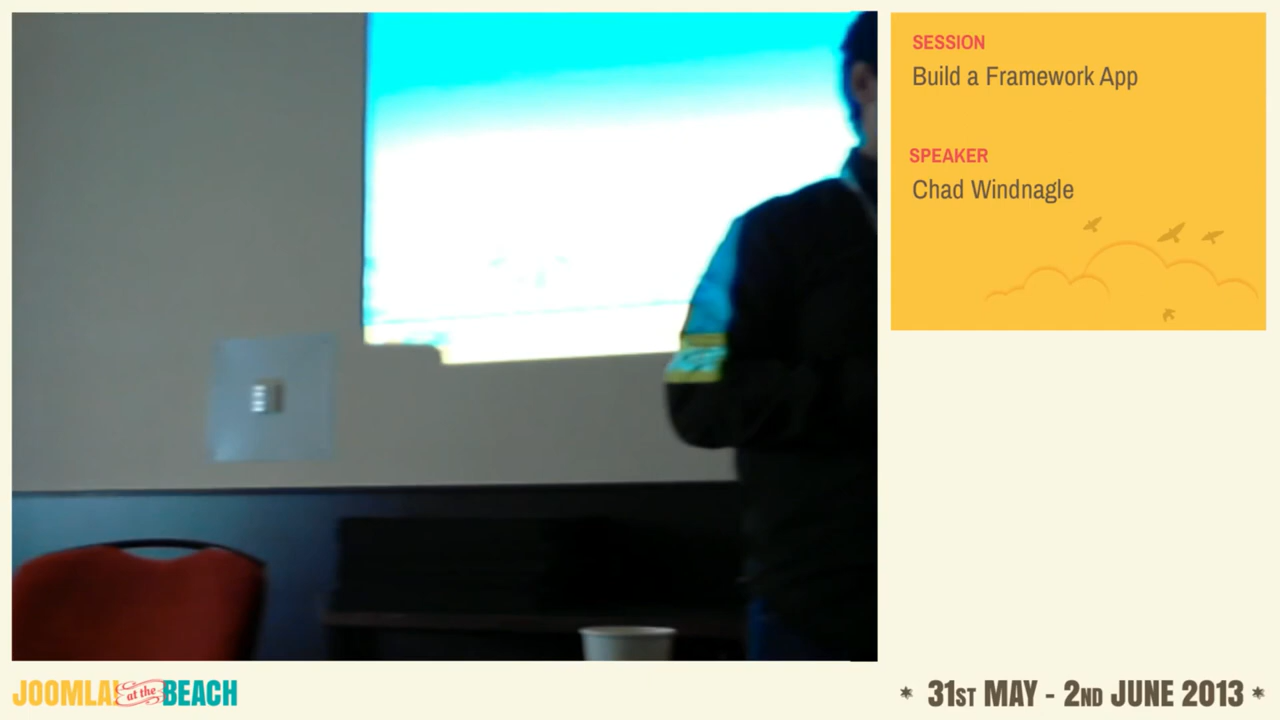 SESSION
Build a Framework App
SPEAKER
Chad Windnagle
JOOMLA! at the BEACH
* 31ST MAY - 2ND JUNE 2013 *